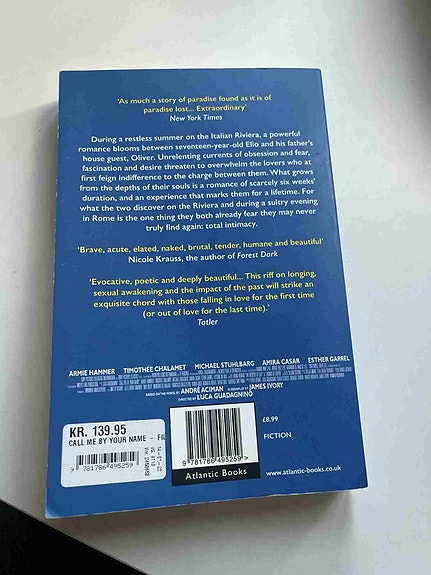 'As much a story of paradise found as it is of
paradise lost... Extraordinary'
New York Times
During a restless summer on the Italian Riviera, a powerful
romance blooms between seventeen-year-old Elio and his father's
house guest, Oliver. Unrelenting currents of obsession and fear,
fascination and desire threaten to overwhelm the lovers who at
first feign indifference to the charge between them. What grows
from the depths of their souls is a romance of scarcely six weeks'
duration, and an experience that marks them for a lifetime. For
what the two discover on the Riviera and during a sultry evening
in Rome is the one thing they both already fear they may never
truly find again: total intimacy.
'Brave, acute, elated, naked, brutal, tender, humane and beautiful'
Nicole Krauss, the author of Forest Dark
'Evocative, poetic and deeply beautiful... This riff on longing,
sexual awakening and the impact of the past will strike an
exquisite chord with those falling in love for the first time
(or out of love for the last time).'
Tatler
ARMIE HAMMER TIMOTHÉE CHALAMET MICHAEL STUHLBARG AMIRA CASAR ESTHER GARREL
BASED ON THE NOVEL BY ANDRÉ ACIMAN SCREENPLAY BY JAMES IVORY
DIRECTED BY LUCA GUADAGNINO
KR. 139.95
CALL ME BY YOUR NAME - FI
9 781786 495259
9 781786 495259 >
Atlantic Books
£8.99
FICTION
www.atlantic-books.co.uk